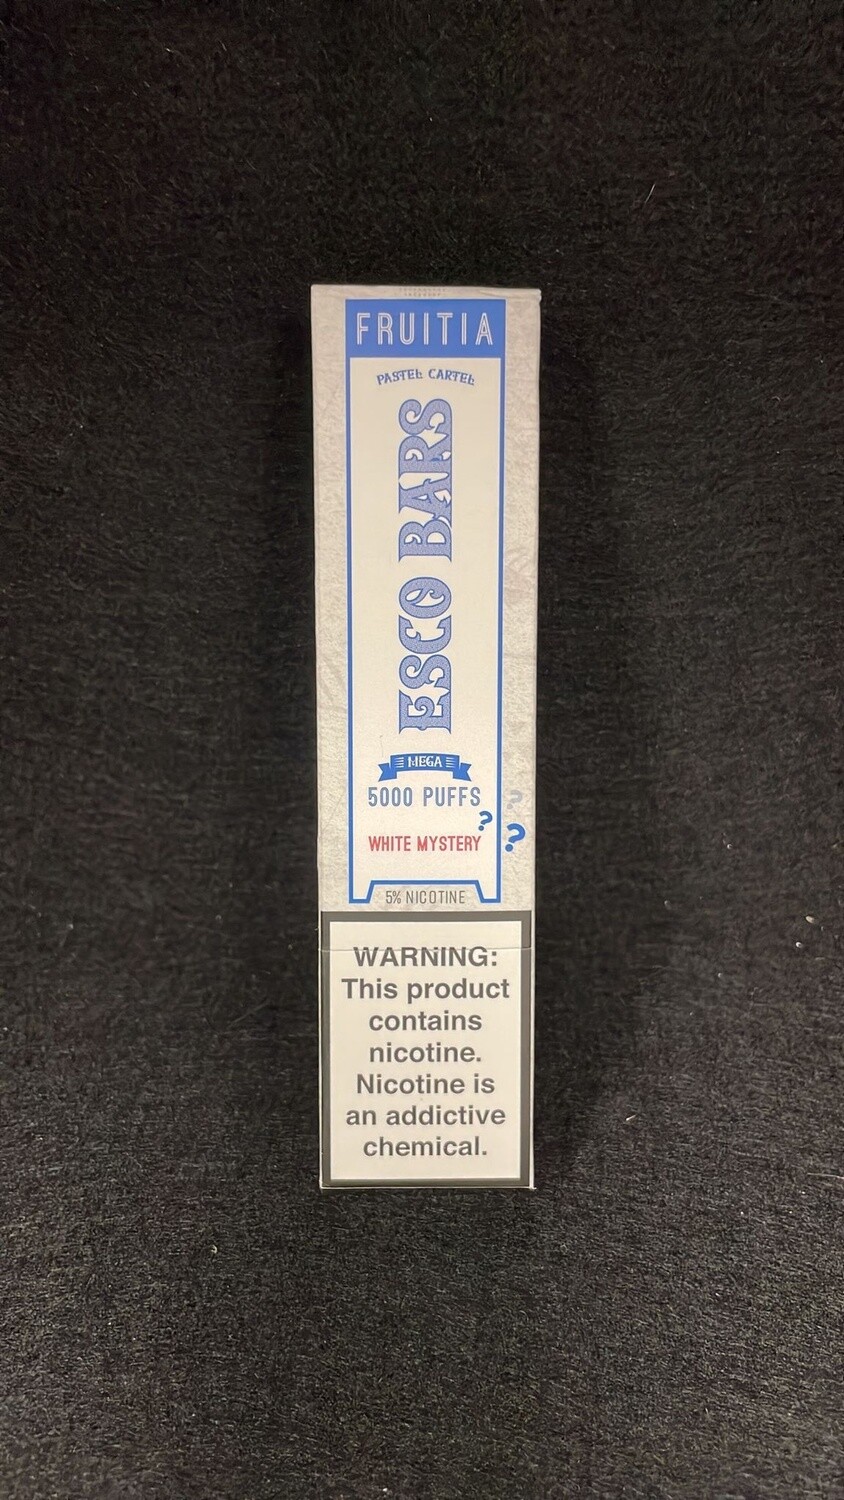 FRUITIA
PASTEL CARTEL
ESCO BARS
MEGA
5000 PUFFS
?
?
WHITE MYSTERY
?
5% NICOTINE
WARNING:
This product
contains
nicotine.
Nicotine is
an addictive
chemical.